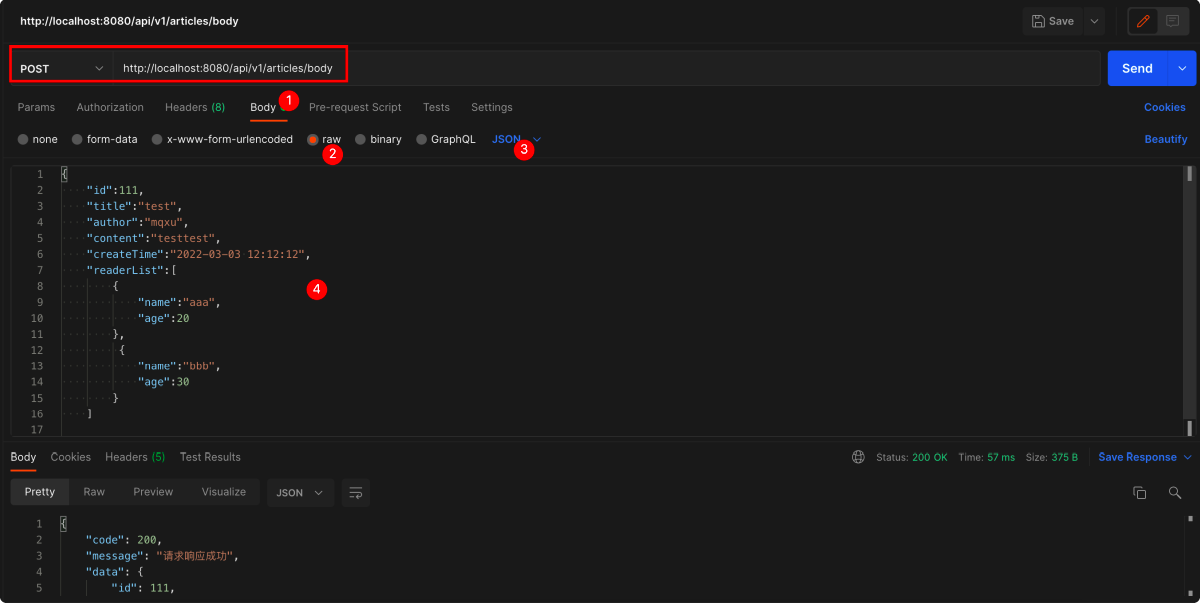 http://localhost:8080/api/v1/articles/body Save
POST http://localhost:8080/api/v1/articles/body Send
Params Authorization Headers (8) Body 1 Pre-request Script Tests Settings Cookies
none form-data x-www-form-urlencoded raw binary GraphQL JSON Beautify
2 3
1 {
2 "id":111,
3 "title":"test",
4 "author":"mqxu",
5 "content":"testtest",
6 "createTime":"2022-03-03 12:12:12",
7 "readerList":[
8 {
4
9 "name":"aaa",
10 "age":20
11 },
12 {
13 "name":"bbb",
14 "age":30
15 }
16 ]
17
Body Cookies Headers (5) Test Results Status: 200 OK Time: 57 ms Size: 375 B Save Response
Pretty Raw Preview Visualize JSON
1 {
2 "code": 200,
3 "message": "请求响应成功",
4 "data": {
5 "id": 111,